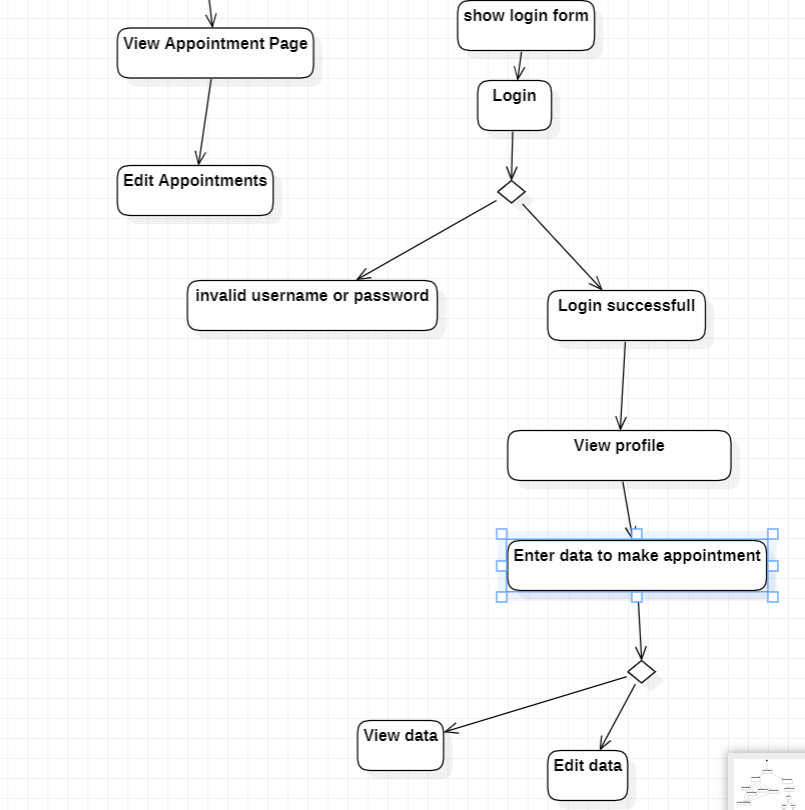 show login form
View Appointment Page
Login
Edit Appointments
invalid username or password
Login successfull
View profile
Enter data to make appointment
View data
Edit data